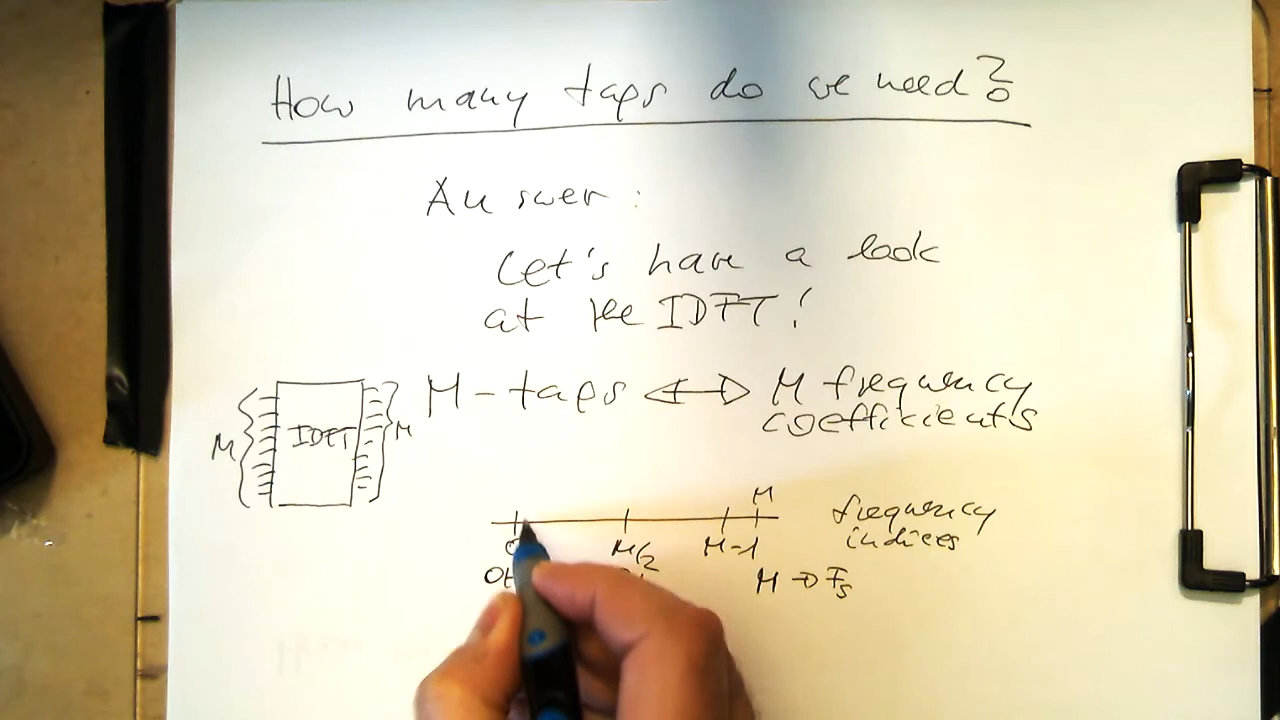 How many taps do we need?
Answer:
Let's have a look
at the IDFT!
M-taps ↔ M frequency
coefficients
M IDFT M
M frequency
indices
0 M/2 M-1
M → Fs